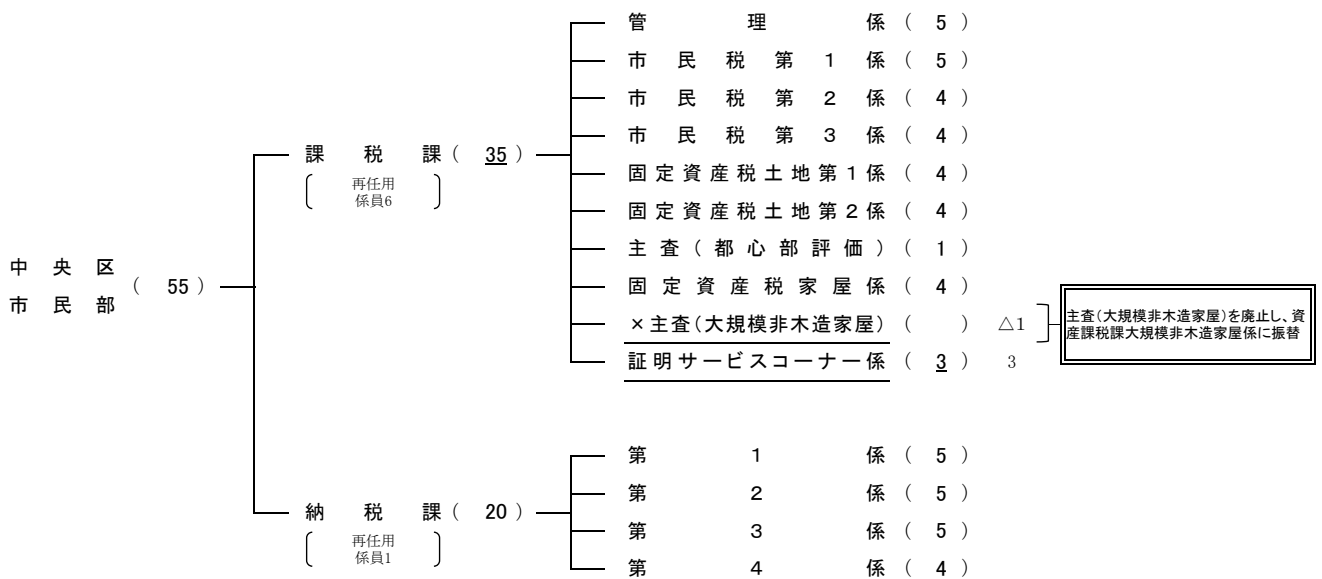 管理係（ 5 ）
市民税第1係（ 5 ）
市民税第2係（ 4 ）
市民税第3係（ 4 ）
課税課（ 35 ）
再任用
係員6
固定資産税土地第1係（ 4 ）
固定資産税土地第2係（ 4 ）
主査（都心部評価）（ 1 ）
中央区
市民部
（ 55 ）
固定資産税家屋係（ 4 ）
×主査（大規模非木造家屋）（ ） △1
主査（大規模非木造家屋）を廃止し、資
産課税課大規模非木造家屋係に振替
証明サービスコーナー係（ 3 ） 3
第1係（ 5 ）
第2係（ 5 ）
納税課（ 20 ）
再任用
係員1
第3係（ 5 ）
第4係（ 4 ）